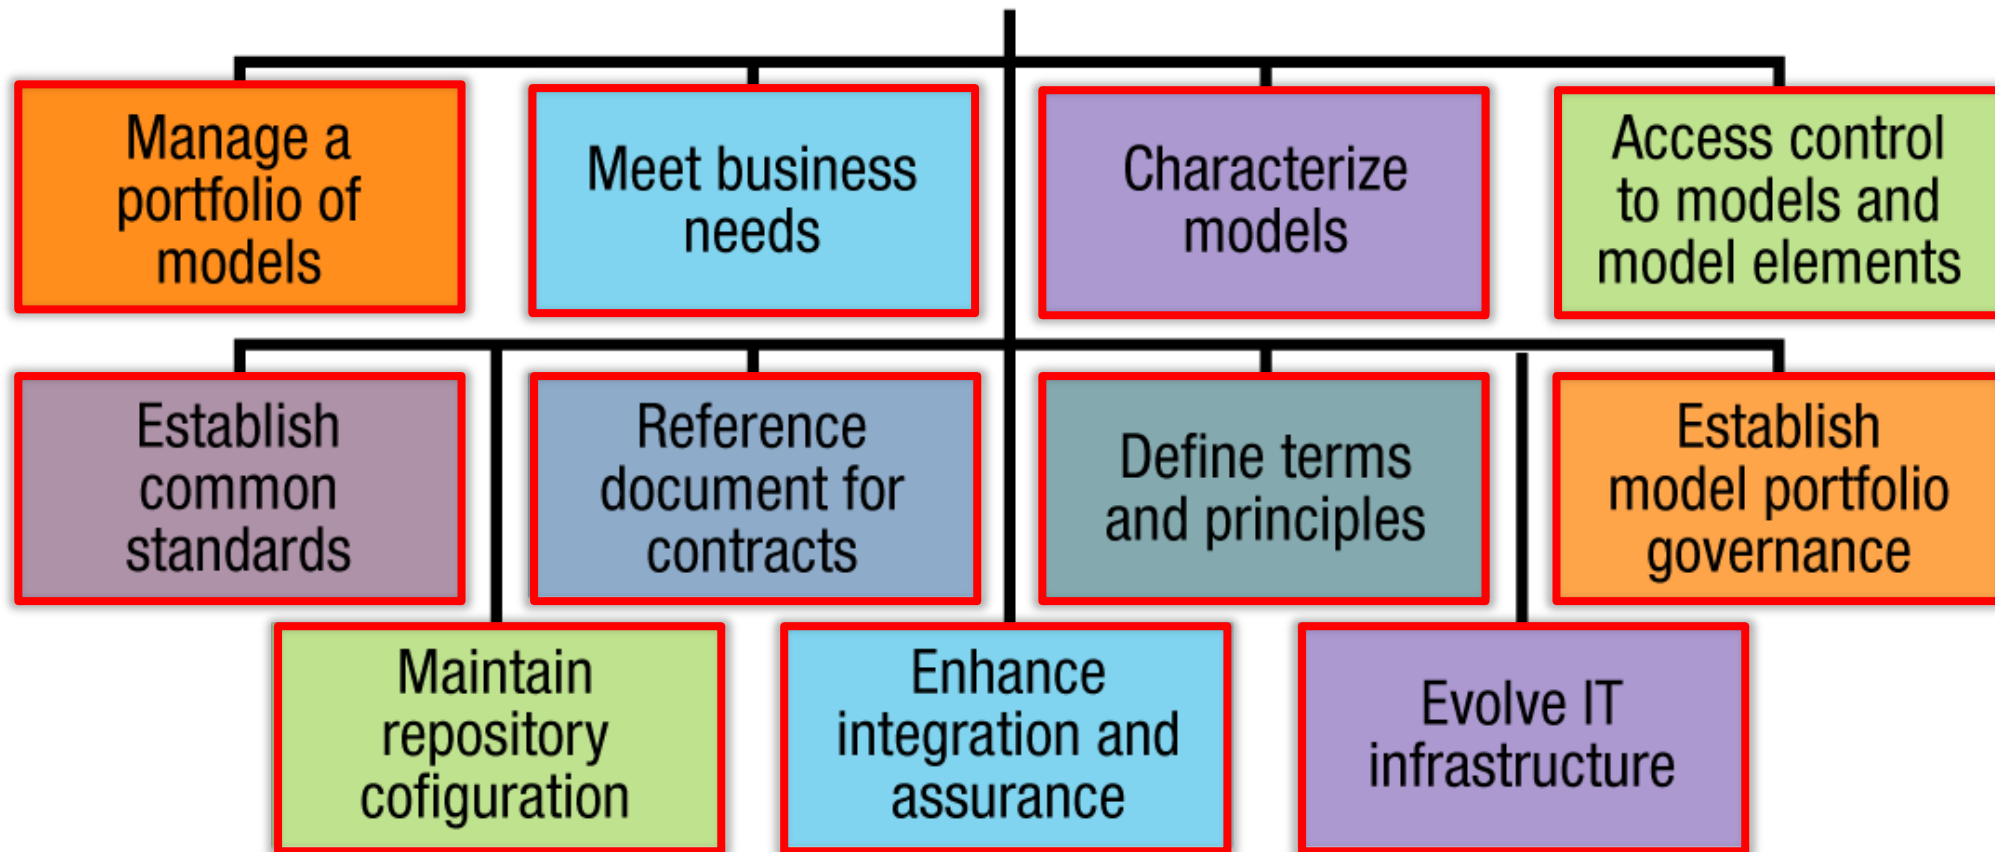 Manage a
portfolio of
models
Meet business
needs
Characterize
models
Access control
to models and
model elements
Establish
common
standards
Reference
document for
contracts
Define terms
and principles
Establish
model portfolio
governance
Maintain
repository
cofiguration
Enhance
integration and
assurance
Evolve IT
infrastructure